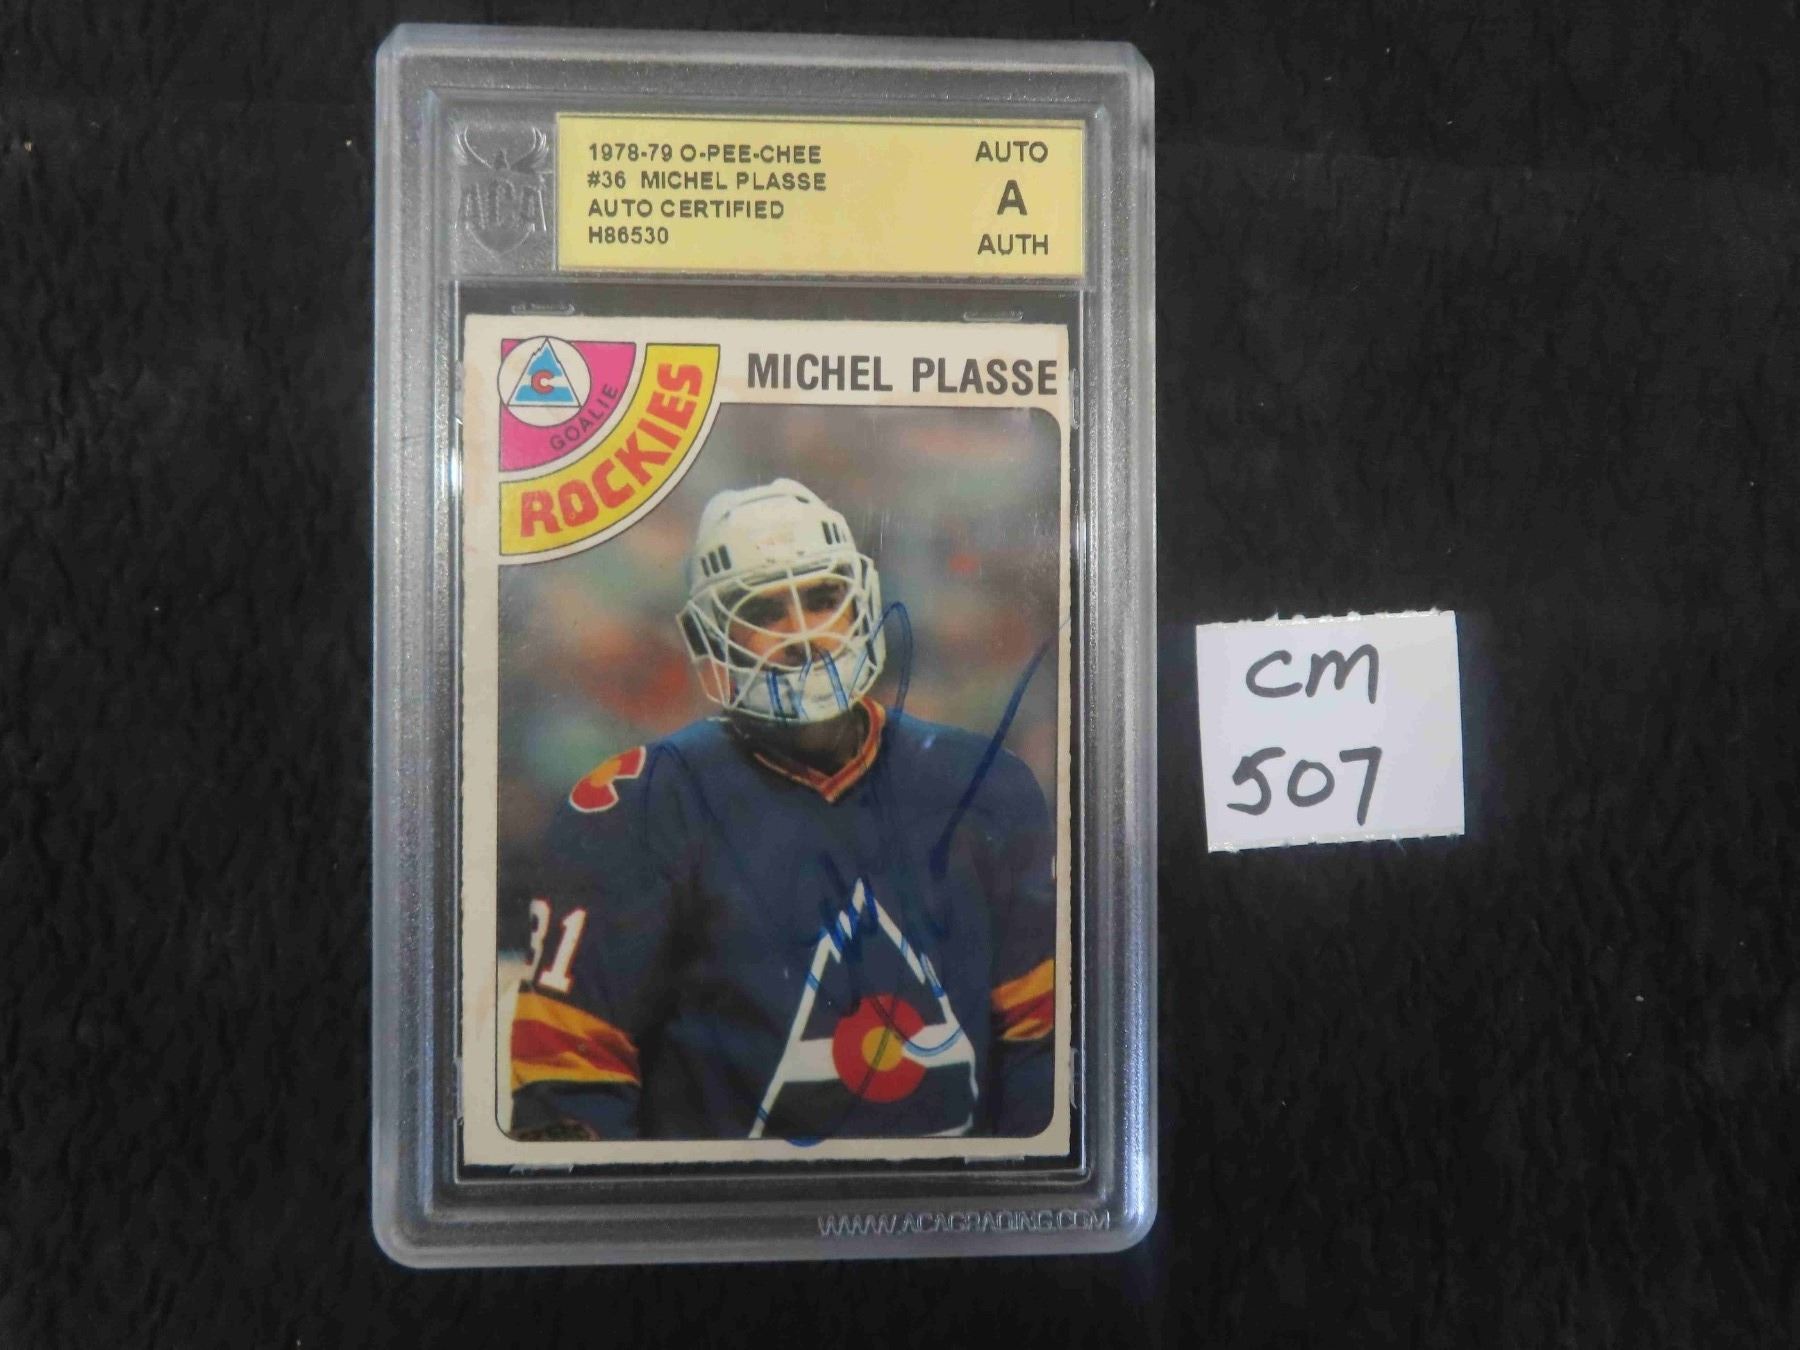 ACA
1978-79 O-PEE-CHEE
#36 MICHEL PLASSE
AUTO CERTIFIED
H86530
AUTO
A
AUTH
C
GOALIE
ROCKIES
MICHEL PLASSE
31
CM
507
WWW.ACAGRADING.COM